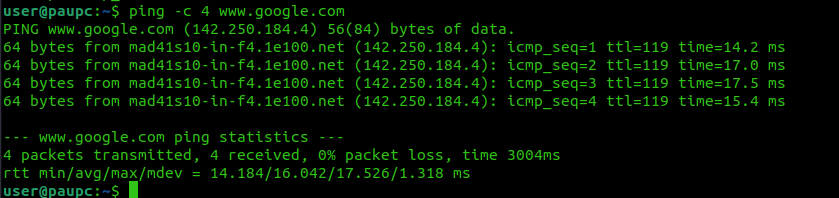 user@paupc:~$ ping -c 4 www.google.com
PING www.google.com (142.250.184.4) 56(84) bytes of data.
64 bytes from mad41s10-in-f4.1e100.net (142.250.184.4): icmp_seq=1 ttl=119 time=14.2 ms
64 bytes from mad41s10-in-f4.1e100.net (142.250.184.4): icmp_seq=2 ttl=119 time=17.0 ms
64 bytes from mad41s10-in-f4.1e100.net (142.250.184.4): icmp_seq=3 ttl=119 time=17.5 ms
64 bytes from mad41s10-in-f4.1e100.net (142.250.184.4): icmp_seq=4 ttl=119 time=15.4 ms
--- www.google.com ping statistics ---
4 packets transmitted, 4 received, 0% packet loss, time 3004ms
rtt min/avg/max/mdev = 14.184/16.042/17.526/1.318 ms
user@paupc:~$